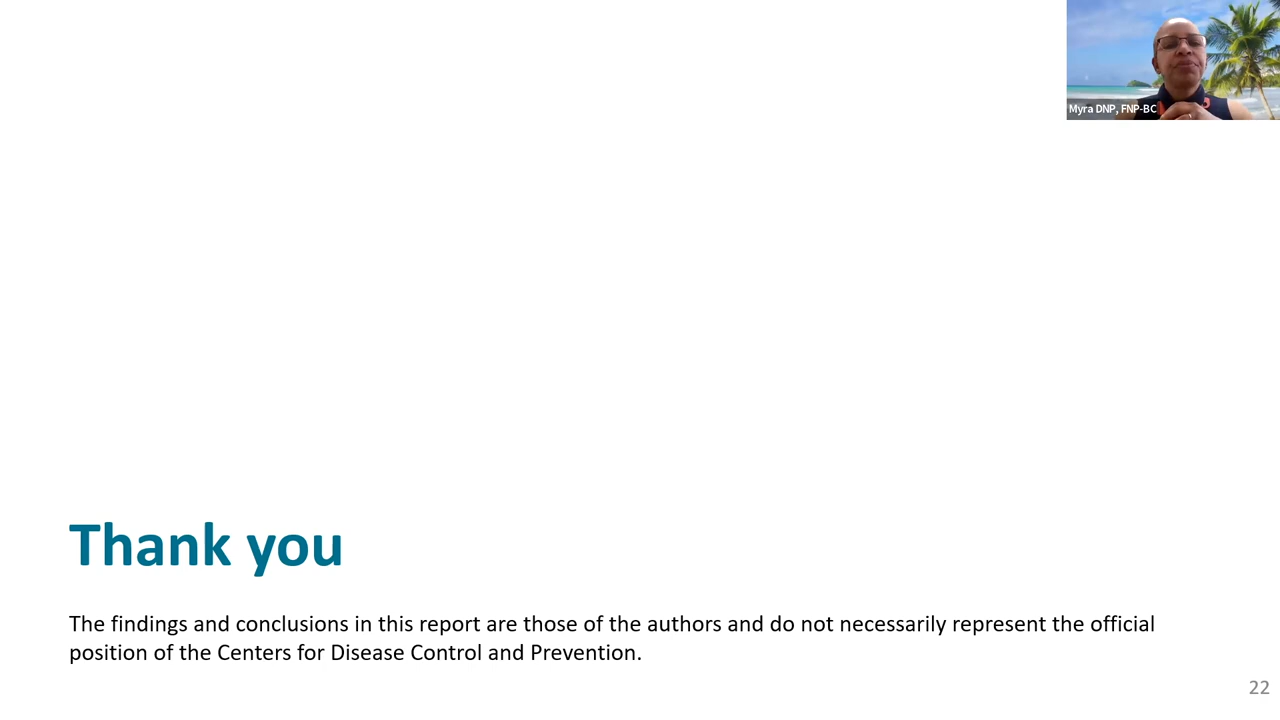 Myra DNP, FNP-BC
Thank you
The findings and conclusions in this report are those of the authors and do not necessarily represent the official
position of the Centers for Disease Control and Prevention.
22